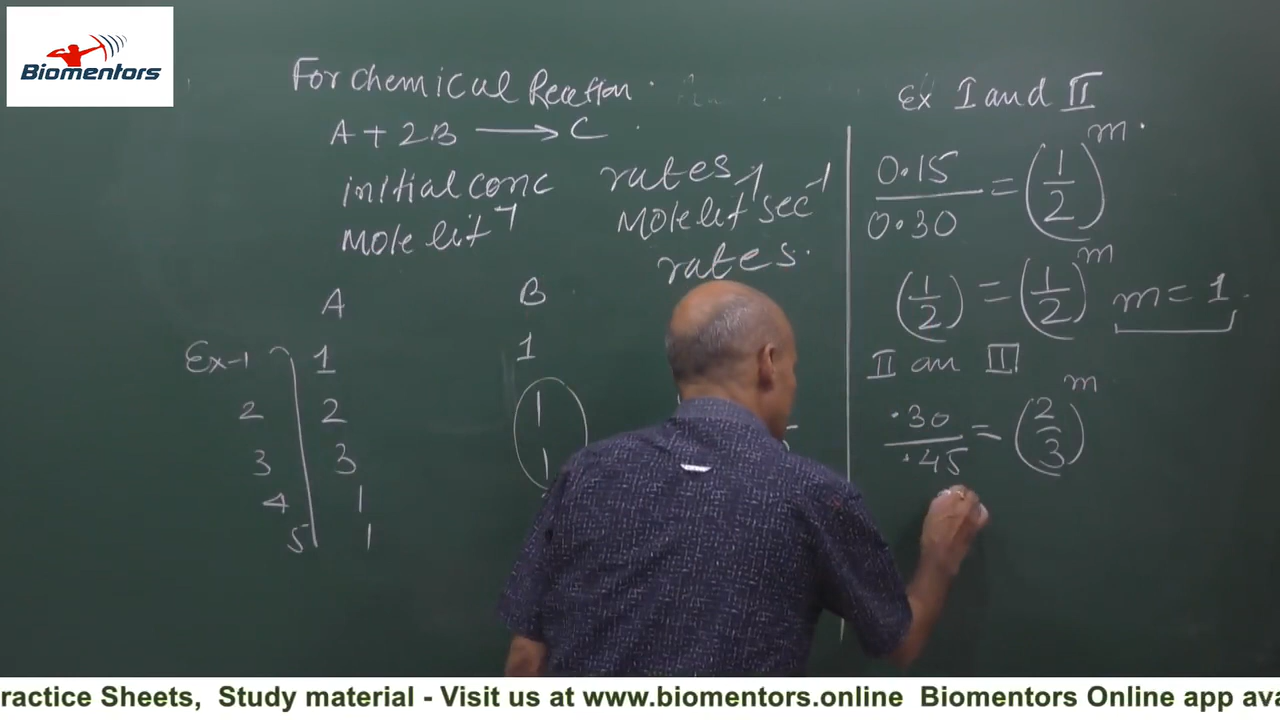 Biomentors
For chemical Reaction.
A + 2B ⟶ C.
initial conc
Mole lit⁻¹
rates,
Mole lit⁻¹ sec⁻¹
rates.
A B
Ex-1 1 1
2 2 1
3 3 1
4 1
5 1
Ex I and II
0.15/0.30 = (1/2)ᵐ.
(1/2) = (1/2)ᵐ m = 1.
II an III
.30/.45 = (2/3)ᵐ
ractice Sheets, Study material - Visit us at www.biomentors.online Biomentors Online app ava